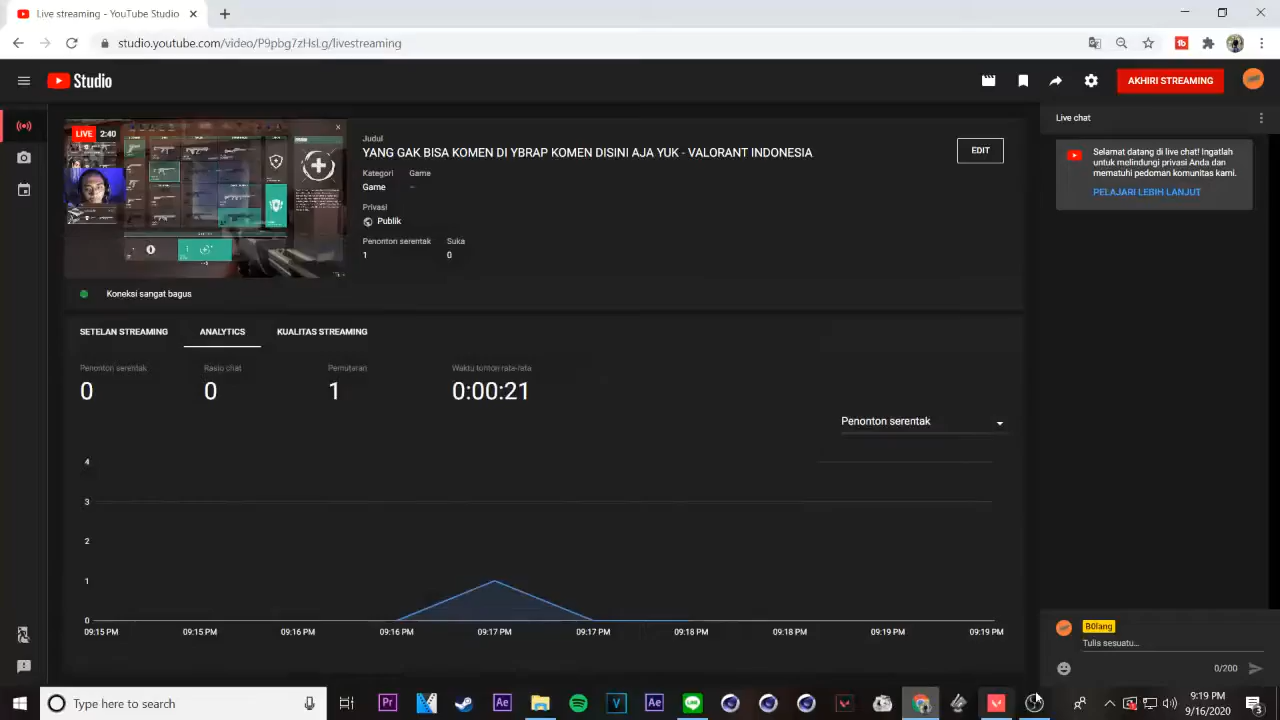 Live streaming - YouTube Studio
studio.youtube.com/video/P9pbg7zHsLg/livestreaming
Studio
AKHIRI STREAMING
LIVE 2:40
Judul
YANG GAK BISA KOMEN DI YBRAP KOMEN DISINI AJA YUK - VALORANT INDONESIA
EDIT
Kategori Game
Game –
Privasi
Publik
Penonton serentak Suka
1 0
Koneksi sangat bagus
Live chat
Selamat datang di live chat! Ingatlah
untuk melindungi privasi Anda dan
mematuhi pedoman komunitas kami.
PELAJARI LEBIH LANJUT
SETELAN STREAMING ANALYTICS KUALITAS STREAMING
Penonton serentak Rasio chat Pemutaran Waktu tonton rata-rata
0 0 1 0:00:21
Penonton serentak
4
3
2
1
0
09:15 PM 09:15 PM 09:16 PM 09:16 PM 09:17 PM 09:17 PM 09:18 PM 09:18 PM 09:19 PM 09:19 PM
B0lang
Tulis sesuatu...
0/200
Type here to search
9:19 PM
9/16/2020
3